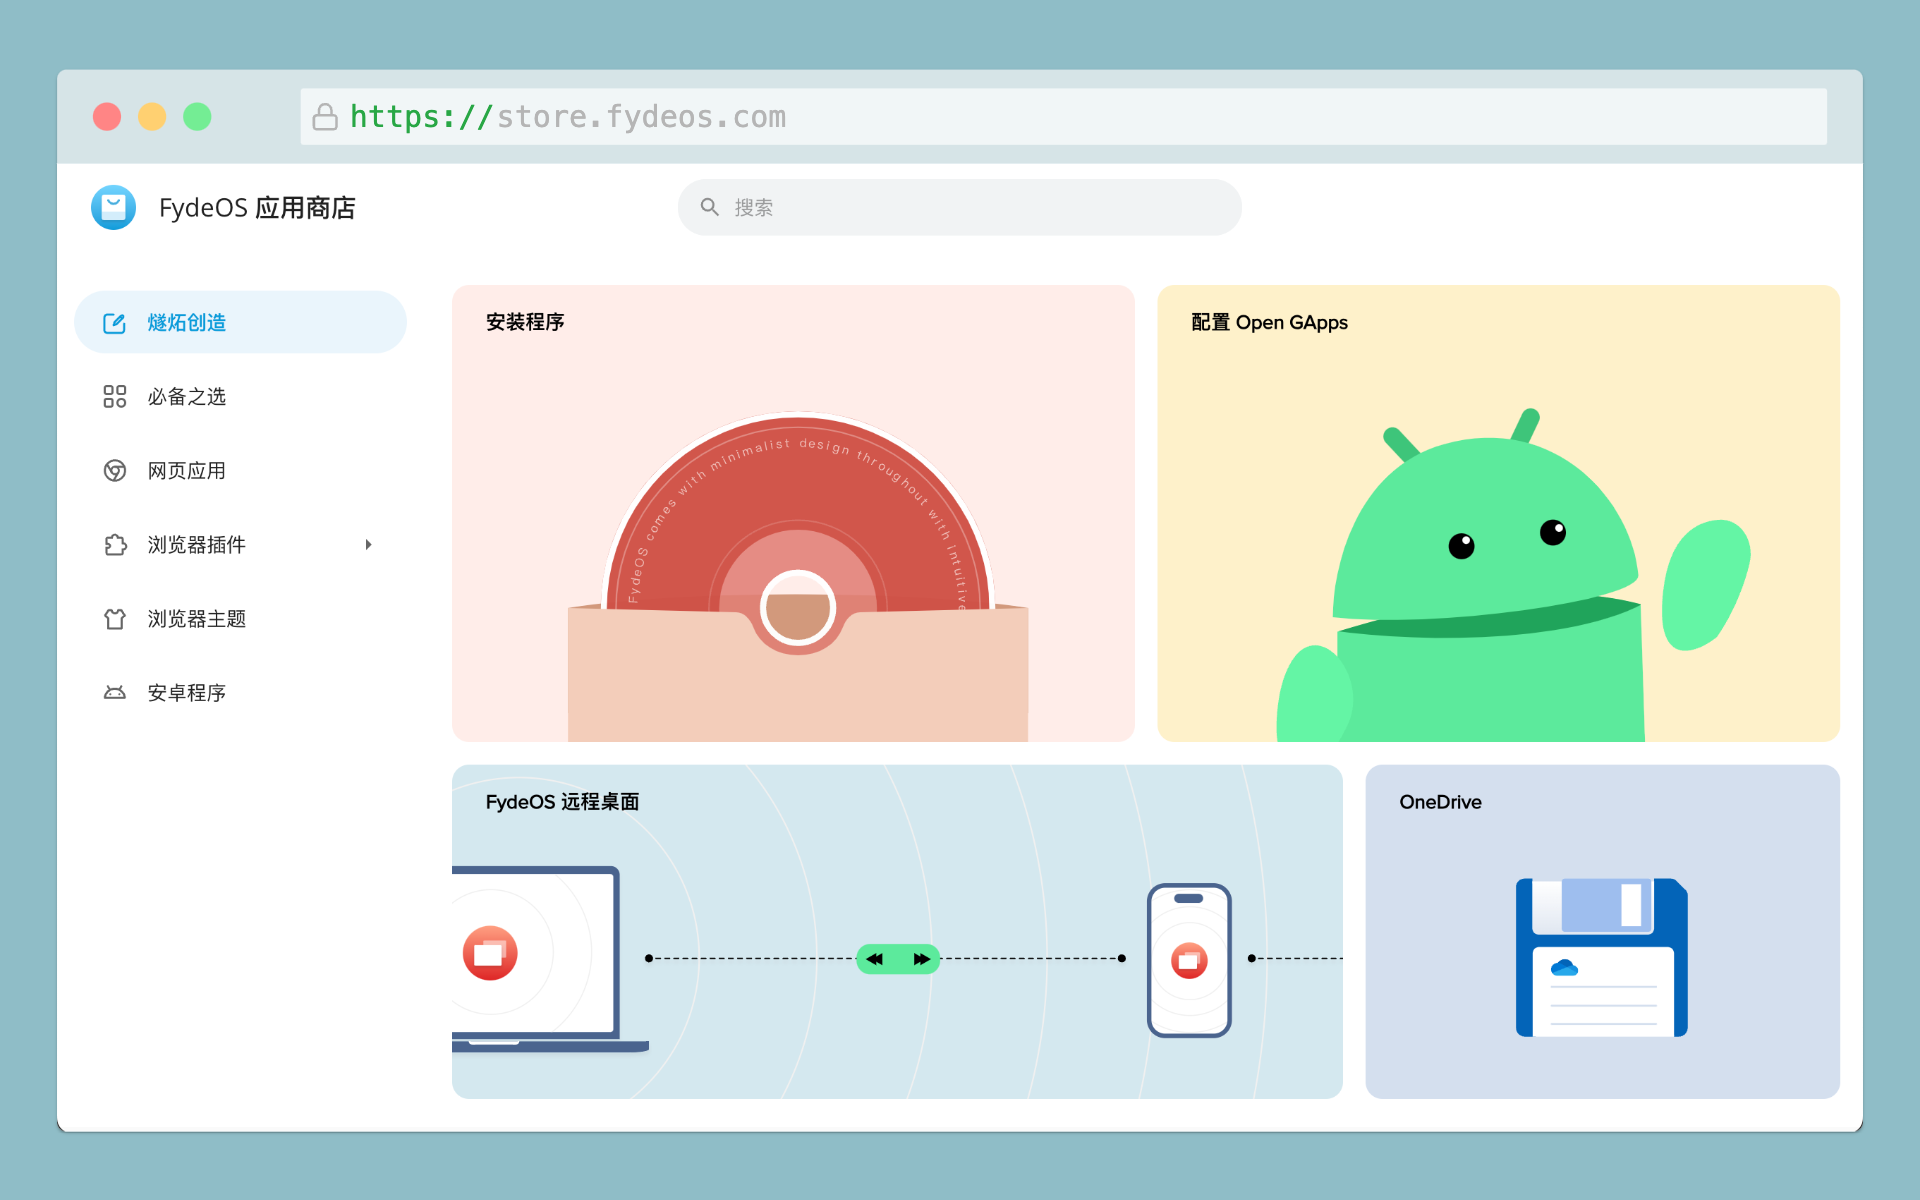 https://store.fydeos.com
FydeOS 应用商店
搜索
燧炻创造
必备之选
网页应用
浏览器插件
浏览器主题
安卓程序
安装程序
FydeOS comes with minimalist design throughout with intuitive
配置 Open GApps
FydeOS 远程桌面
OneDrive